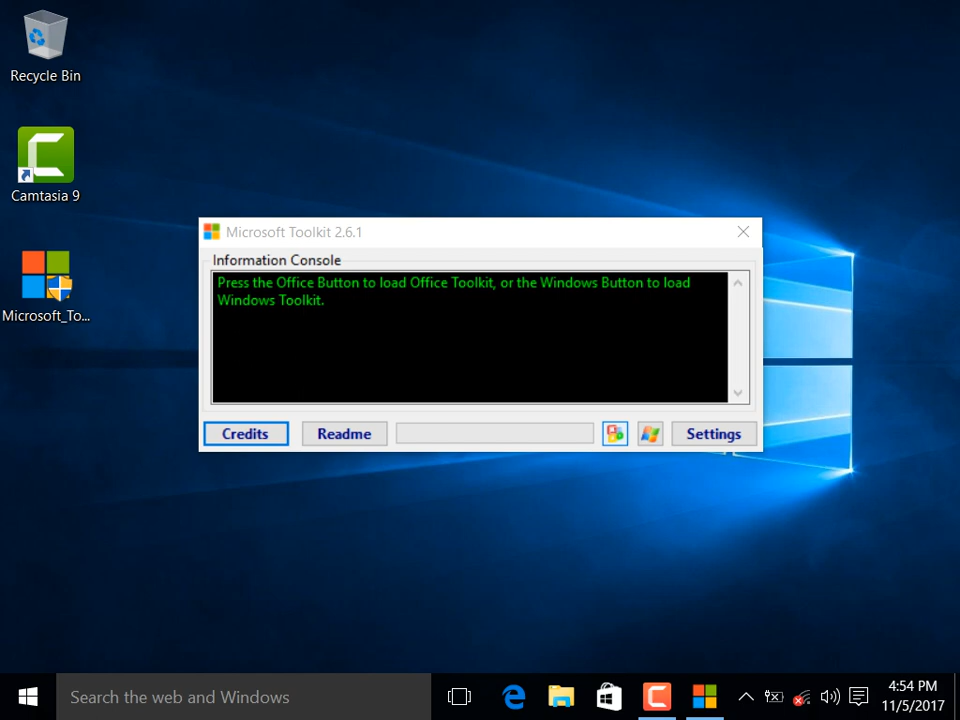 Recycle Bin
Camtasia 9
Microsoft_To...
Microsoft Toolkit 2.6.1
Information Console
Press the Office Button to load Office Toolkit, or the Windows Button to load
Windows Toolkit.
Credits
Readme
Settings
Search the web and Windows
4:54 PM
11/5/2017